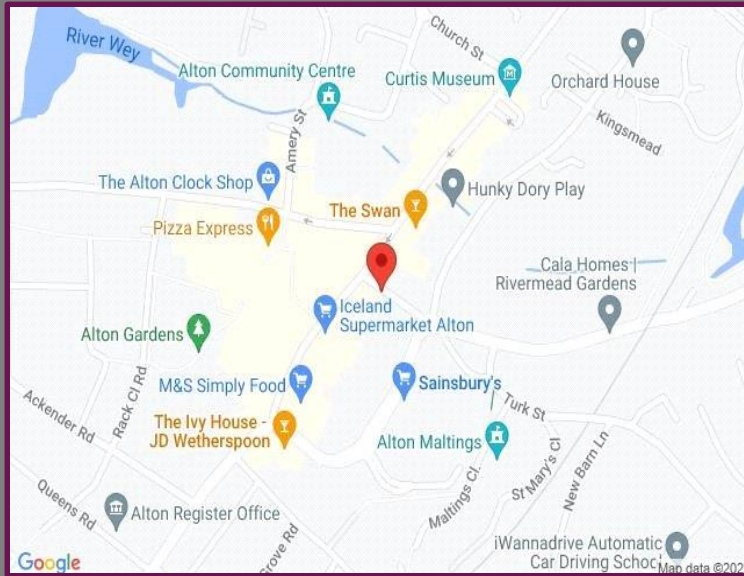 Church St
River Wey
Alton Community Centre
Curtis Museum
Orchard House
Kingsmead
Amery St
The Alton Clock Shop
Hunky Dory Play
The Swan
Pizza Express
Cala Homes |
Rivermead Gardens
Iceland
Supermarket Alton
Alton Gardens
M&S Simply Food
Sainsbury's
Rack Cl Rd
Ackender Rd
The Ivy House -
JD Wetherspoon
Turk St
Alton Maltings
St Mary's Cl
New Barn Ln
Maltings Cl
Queens Rd
Alton Register Office
Grove Rd
iWannadrive Automatic
Car Driving School
Google
Map data ©202